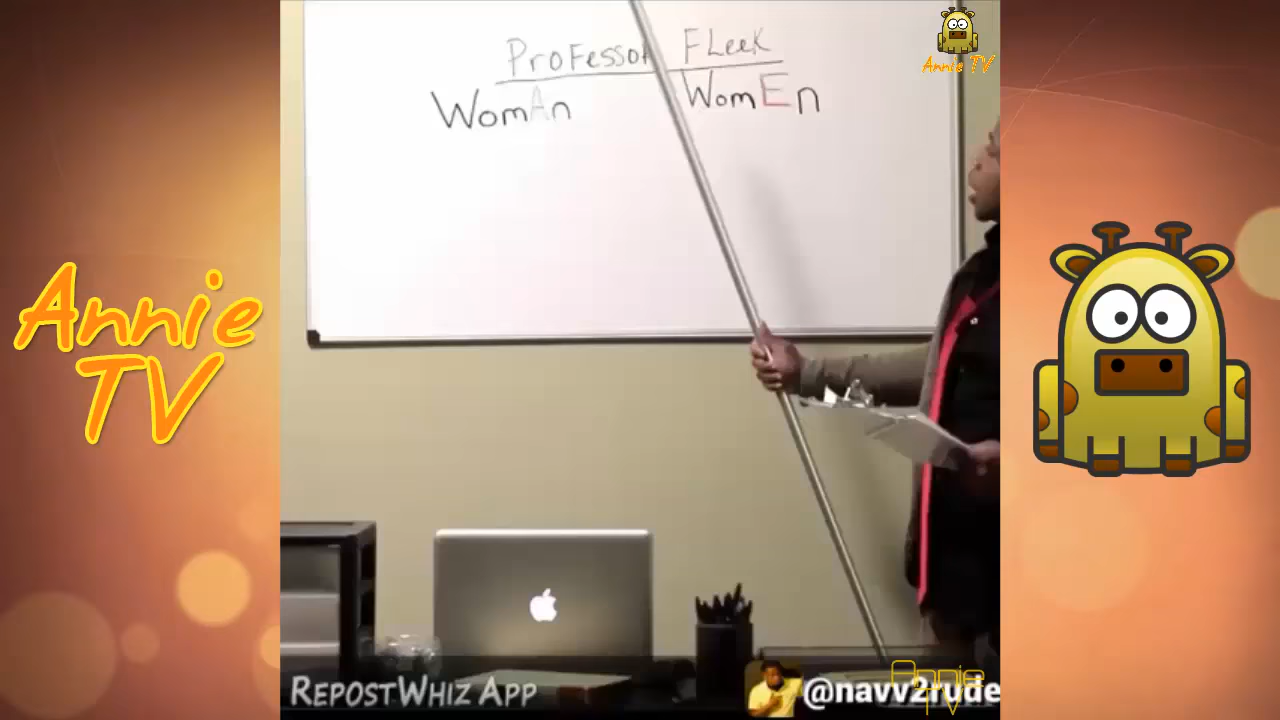 Professor Fleek
WomAn WomEn
Annie TV
Annie
TV
RepostWhiz App
@navv2rude
Annie
TV